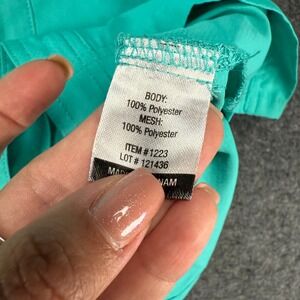 BODY:
100% Polyester
MESH:
100% Polyester
ITEM #1223
LOT # 121436